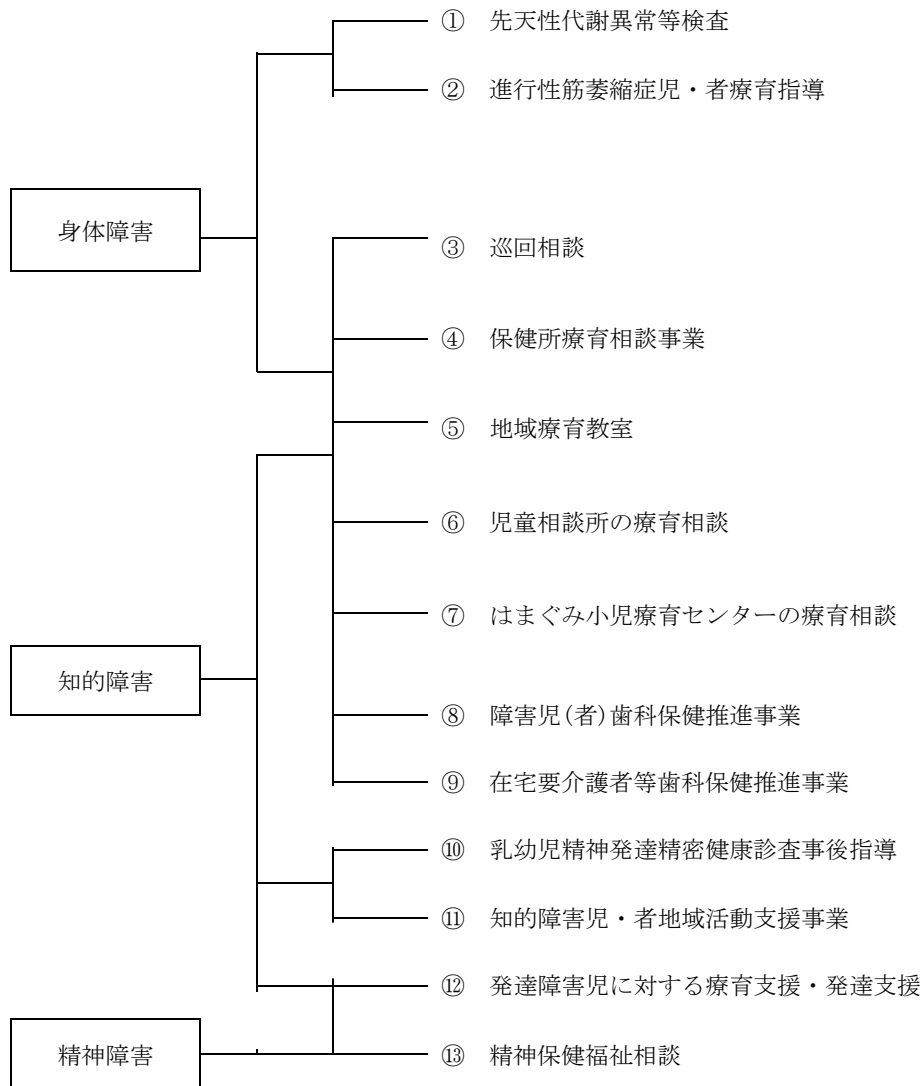 ① 先天性代謝異常等検査
② 進行性筋萎縮症児・者療育指導
身体障害
③ 巡回相談
④ 保健所療育相談事業
⑤ 地域療育教室
⑥ 児童相談所の療育相談
⑦ はまぐみ小児療育センターの療育相談
知的障害
⑧ 障害児(者)歯科保健推進事業
⑨ 在宅要介護者等歯科保健推進事業
⑩ 乳幼児精神発達精密健康診査事後指導
⑪ 知的障害児・者地域活動支援事業
⑫ 発達障害児に対する療育支援・発達支援
精神障害
⑬ 精神保健福祉相談